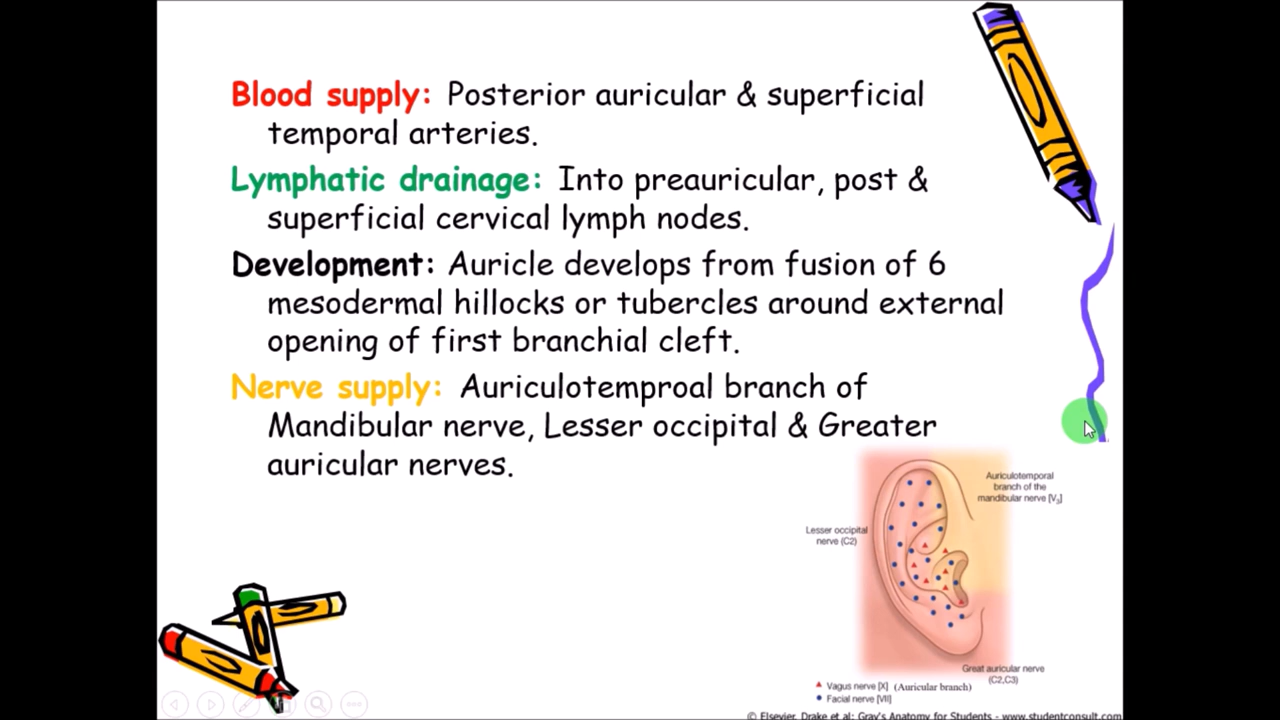 Blood supply: Posterior auricular & superficial
temporal arteries.
Lymphatic drainage: Into preauricular, post &
superficial cervical lymph nodes.
Development: Auricle develops from fusion of 6
mesodermal hillocks or tubercles around external
opening of first branchial cleft.
Nerve supply: Auriculotemproal branch of
Mandibular nerve, Lesser occipital & Greater
auricular nerves.
Auriculotemporal
branch of the
mandibular nerve [V3]
Lesser occipital
nerve (C2)
Great auricular nerve
(C2,C3)
Vagus nerve [X] (Auricular branch)
Facial nerve [VII]
© Elsevier. Drake et al: Gray's Anatomy for Students - www.studentconsult.com